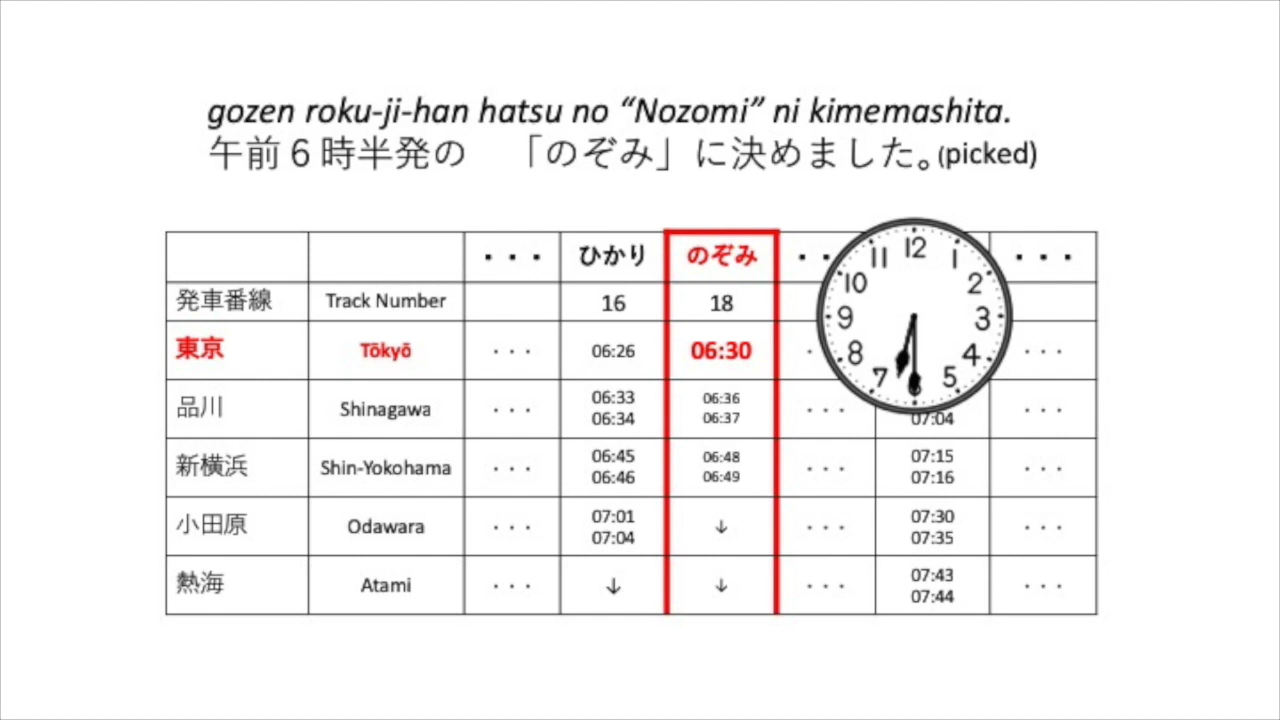 gozen roku-ji-han hatsu no “Nozomi” ni kimemashita.
午前６時半発の　「のぞみ」に決めました。(picked)
・・・ ひかり のぞみ ・・ ・・・
発車番線 Track Number 16 18
東京 Tōkyō ・・・ 06:26 06:30 ・ ・・・
品川 Shinagawa ・・・ 06:33 06:36 ・・・ ・・・
06:34 06:37 07:04
新横浜 Shin-Yokohama ・・・ 06:45 06:48 ・・・ 07:15 ・・・
06:46 06:49 07:16
小田原 Odawara ・・・ 07:01 ↓ ・・・ 07:30 ・・・
07:04 07:35
熱海 Atami ・・・ ↓ ↓ ・・・ 07:43 ・・・
07:44
12
11 1
10 2
9 3
8 4
7 5
6